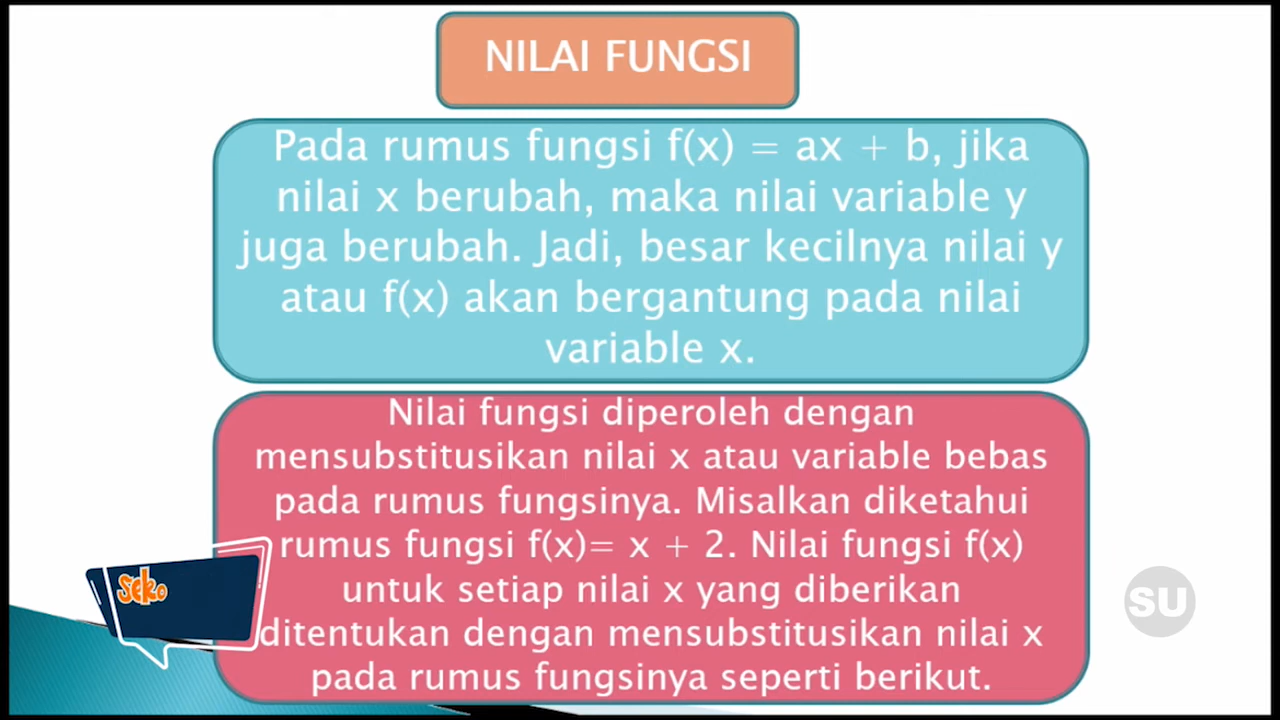 NILAI FUNGSI
Pada rumus fungsi f(x) = ax + b, jika
nilai x berubah, maka nilai variable y
juga berubah. Jadi, besar kecilnya nilai y
atau f(x) akan bergantung pada nilai
variable x.
Nilai fungsi diperoleh dengan
mensubstitusikan nilai x atau variable bebas
pada rumus fungsinya. Misalkan diketahui
rumus fungsi f(x)= x + 2. Nilai fungsi f(x)
untuk setiap nilai x yang diberikan
ditentukan dengan mensubstitusikan nilai x
pada rumus fungsinya seperti berikut.
Seko
SU